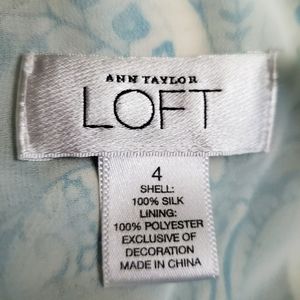 ANN TAYLOR
LOFT
4
SHELL:
100% SILK
LINING:
100% POLYESTER
EXCLUSIVE OF
DECORATION
MADE IN CHINA